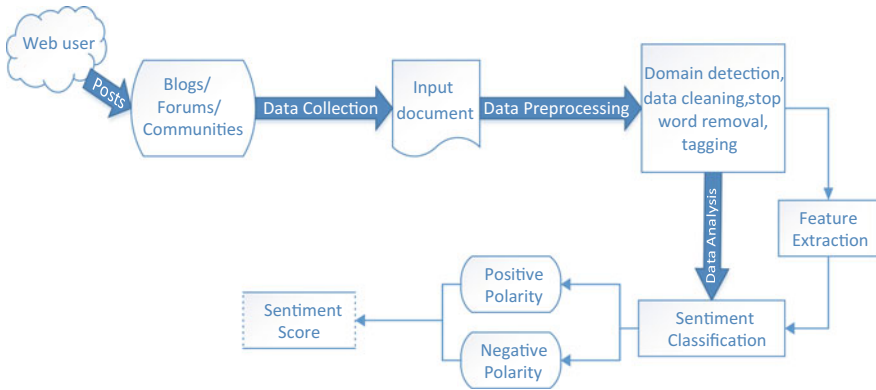 Web user
Posts
Blogs/
Forums/
Communities
Data Collection
Input
document
Data Preprocessing
Domain detection,
data cleaning,stop
word removal,
tagging
Data Analysis
Feature
Extraction
Sentiment
Classification
Positive
Polarity
Negative
Polarity
Sentiment
Score